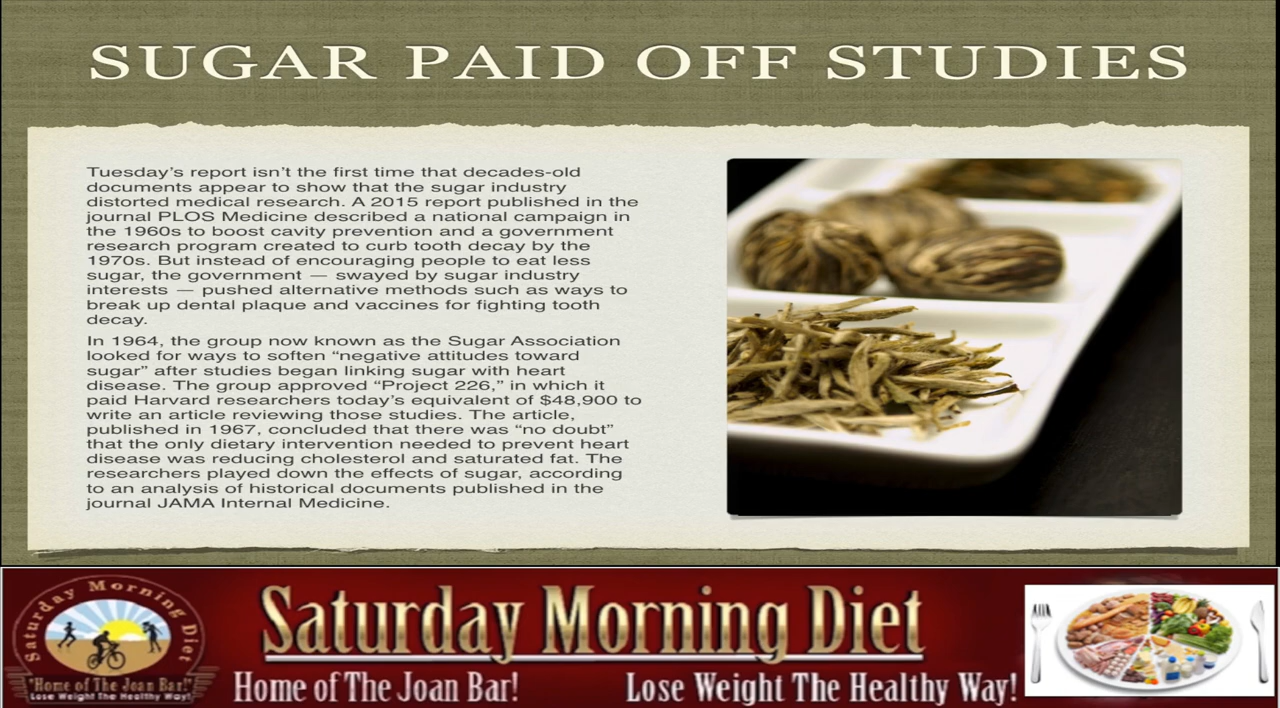 SUGAR PAID OFF STUDIES
Tuesday's report isn't the first time that decades-old
documents appear to show that the sugar industry
distorted medical research. A 2015 report published in the
journal PLOS Medicine described a national campaign in
the 1960s to boost cavity prevention and a government
research program created to curb tooth decay by the
1970s. But instead of encouraging people to eat less
sugar, the government — swayed by sugar industry
interests — pushed alternative methods such as ways to
break up dental plaque and vaccines for fighting tooth
decay.
In 1964, the group now known as the Sugar Association
looked for ways to soften “negative attitudes toward
sugar” after studies began linking sugar with heart
disease. The group approved “Project 226,” in which it
paid Harvard researchers today's equivalent of $48,900 to
write an article reviewing those studies. The article,
published in 1967, concluded that there was “no doubt”
that the only dietary intervention needed to prevent heart
disease was reducing cholesterol and saturated fat. The
researchers played down the effects of sugar, according
to an analysis of historical documents published in the
journal JAMA Internal Medicine.
Saturday Morning Diet
"Home of The Joan Bar!"
Lose Weight The Healthy Way!
Saturday Morning Diet
Home of The Joan Bar! Lose Weight The Healthy Way!